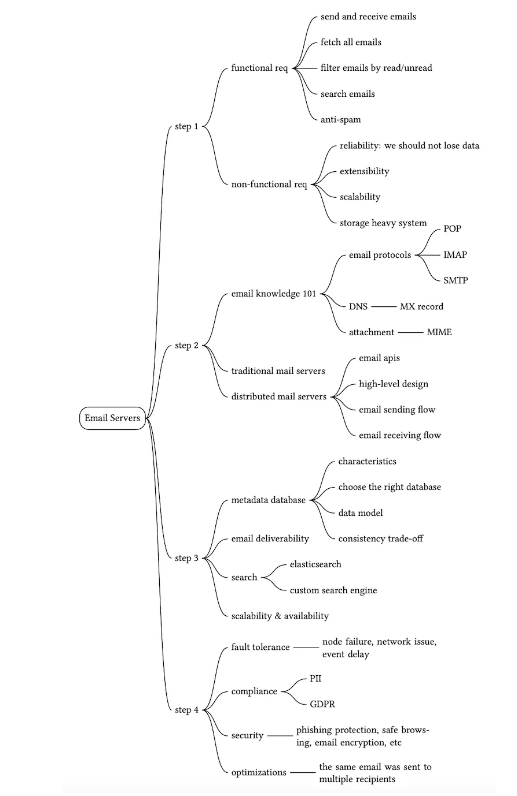 Email Servers
step 1
functional req
send and receive emails
fetch all emails
filter emails by read/unread
search emails
anti-spam
non-functional req
reliability: we should not lose data
extensibility
scalability
storage heavy system
step 2
email knowledge 101
email protocols
POP
IMAP
SMTP
DNS
MX record
attachment
MIME
traditional mail servers
distributed mail servers
email apis
high-level design
email sending flow
email receiving flow
step 3
metadata database
characteristics
choose the right database
data model
consistency trade-off
email deliverability
search
elasticsearch
custom search engine
scalability & availability
step 4
fault tolerance
node failure, network issue,
event delay
compliance
PII
GDPR
security
phishing protection, safe brows-
ing, email encryption, etc
optimizations
the same email was sent to
multiple recipients